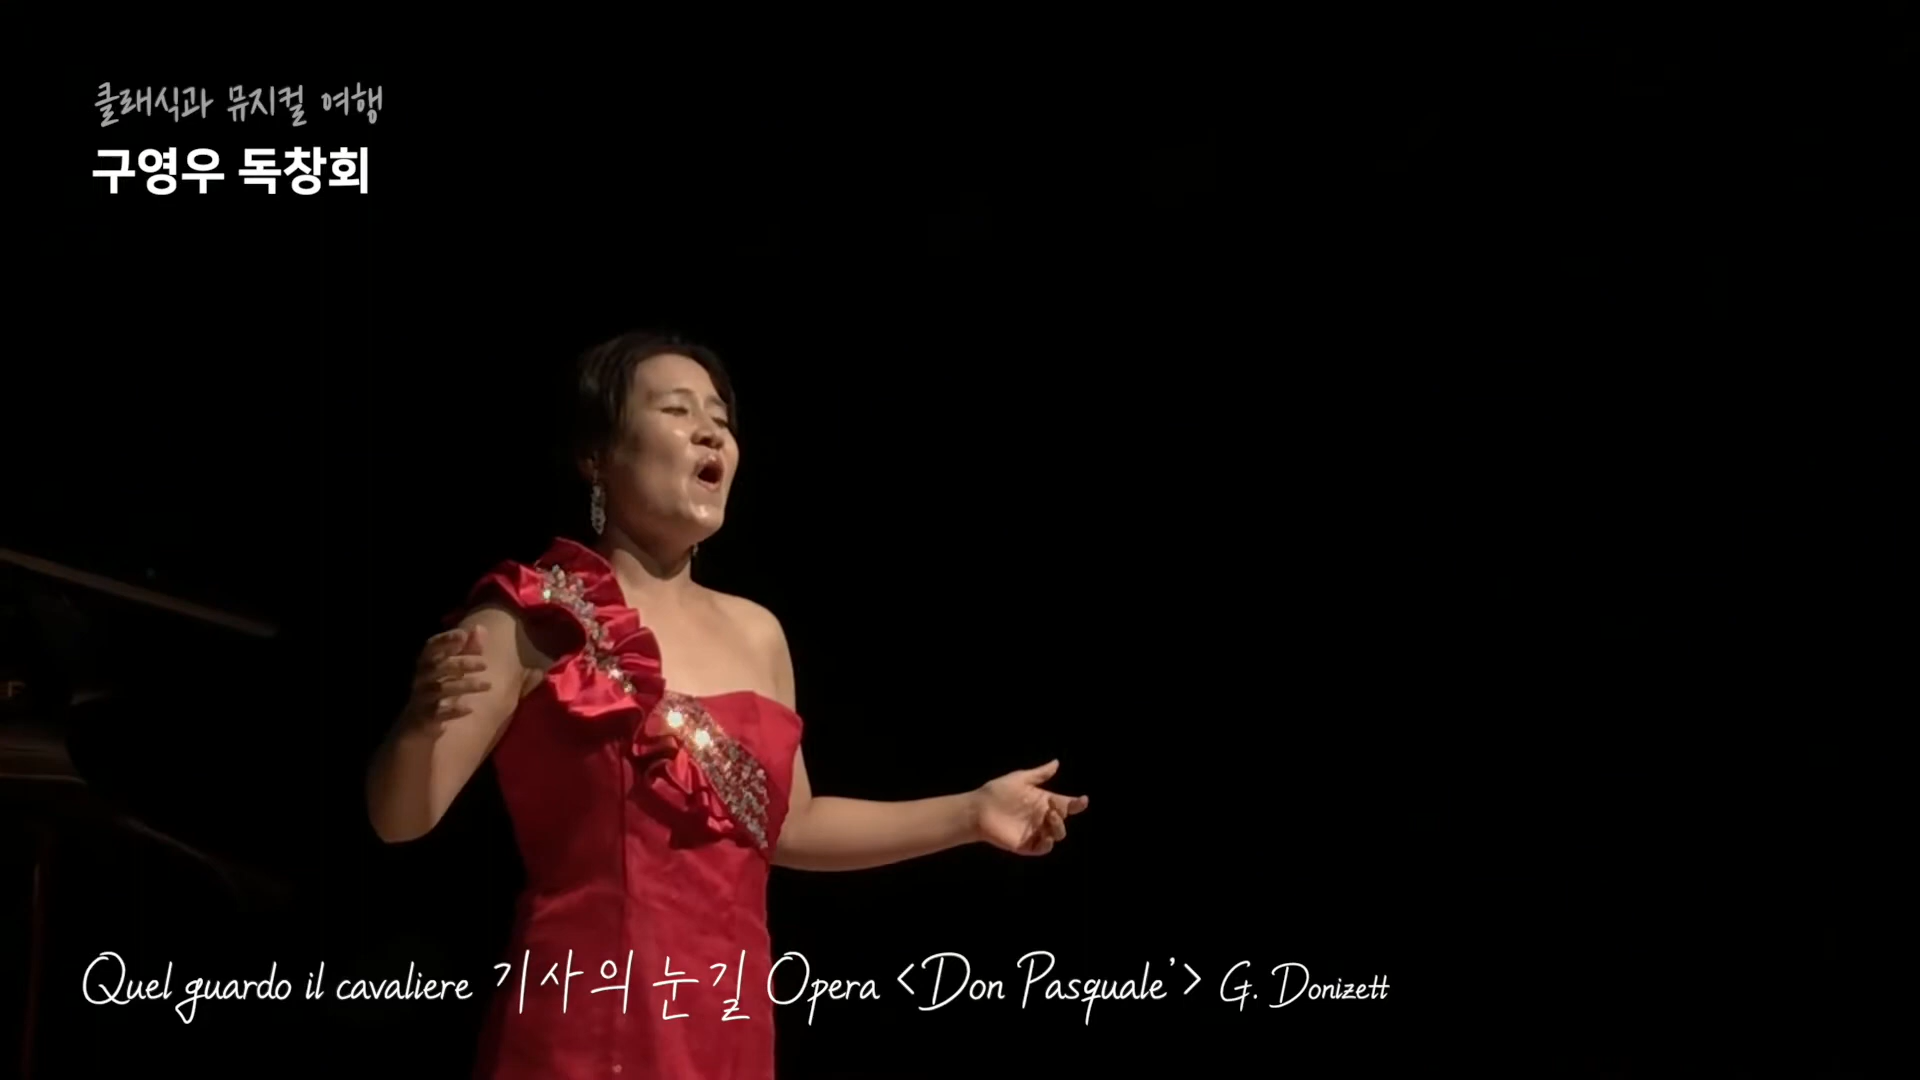 클래식과 뮤지컬 여행
구영우 독창회
Quel guardo il cavaliere 기사의 눈길 Opera <Don Pasquale'> G. Donizett